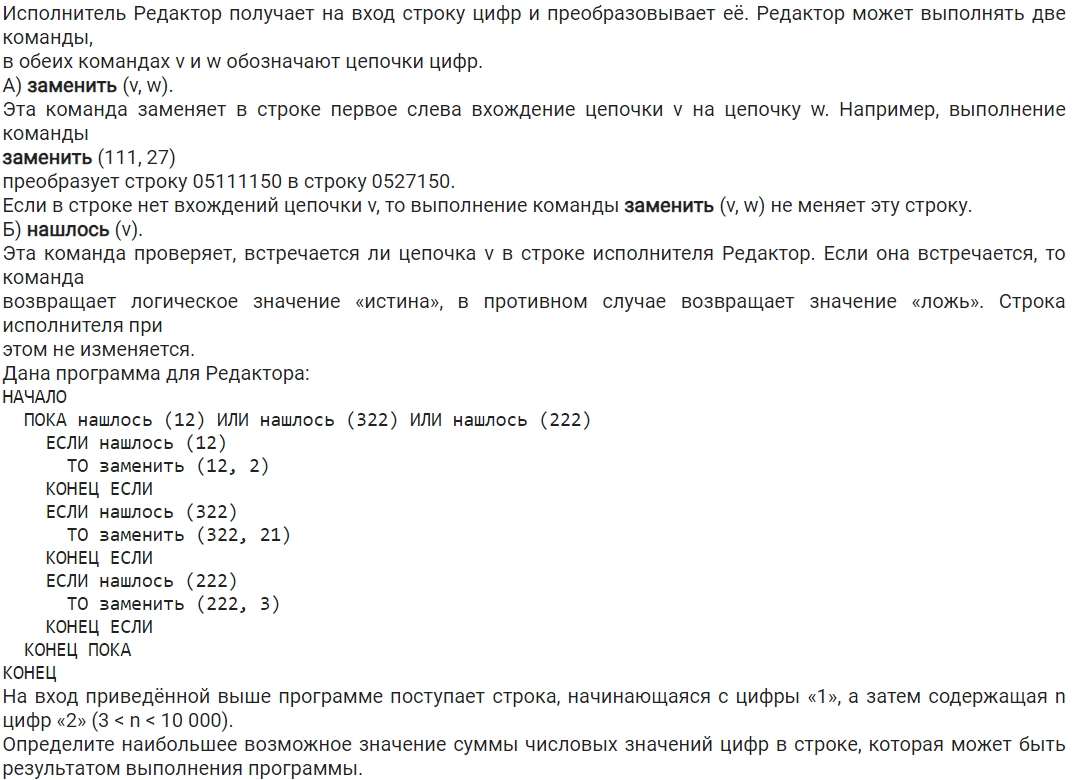 Исполнитель Редактор получает на вход строку цифр и преобразовывает её. Редактор может выполнять две
команды,
в обеих командах v и w обозначают цепочки цифр.
А) заменить (v, w).
Эта команда заменяет в строке первое слева вхождение цепочки v на цепочку w. Например, выполнение
команды
заменить (111, 27)
преобразует строку 05111150 в строку 0527150.
Если в строке нет вхождений цепочки v, то выполнение команды заменить (v, w) не меняет эту строку.
Б) нашлось (v).
Эта команда проверяет, встречается ли цепочка v в строке исполнителя Редактор. Если она встречается, то
команда
возвращает логическое значение «истина», в противном случае возвращает значение «ложь». Строка
исполнителя при
этом не изменяется.
Дана программа для Редактора:
НАЧАЛО
  ПОКА нашлось (12) ИЛИ нашлось (322) ИЛИ нашлось (222)
    ЕСЛИ нашлось (12)
      ТО заменить (12, 2)
    КОНЕЦ ЕСЛИ
    ЕСЛИ нашлось (322)
      ТО заменить (322, 21)
    КОНЕЦ ЕСЛИ
    ЕСЛИ нашлось (222)
      ТО заменить (222, 3)
    КОНЕЦ ЕСЛИ
  КОНЕЦ ПОКА
КОНЕЦ
На вход приведённой выше программе поступает строка, начинающаяся с цифры «1», а затем содержащая n
цифр «2» (3 < n < 10 000).
Определите наибольшее возможное значение суммы числовых значений цифр в строке, которая может быть
результатом выполнения программы.